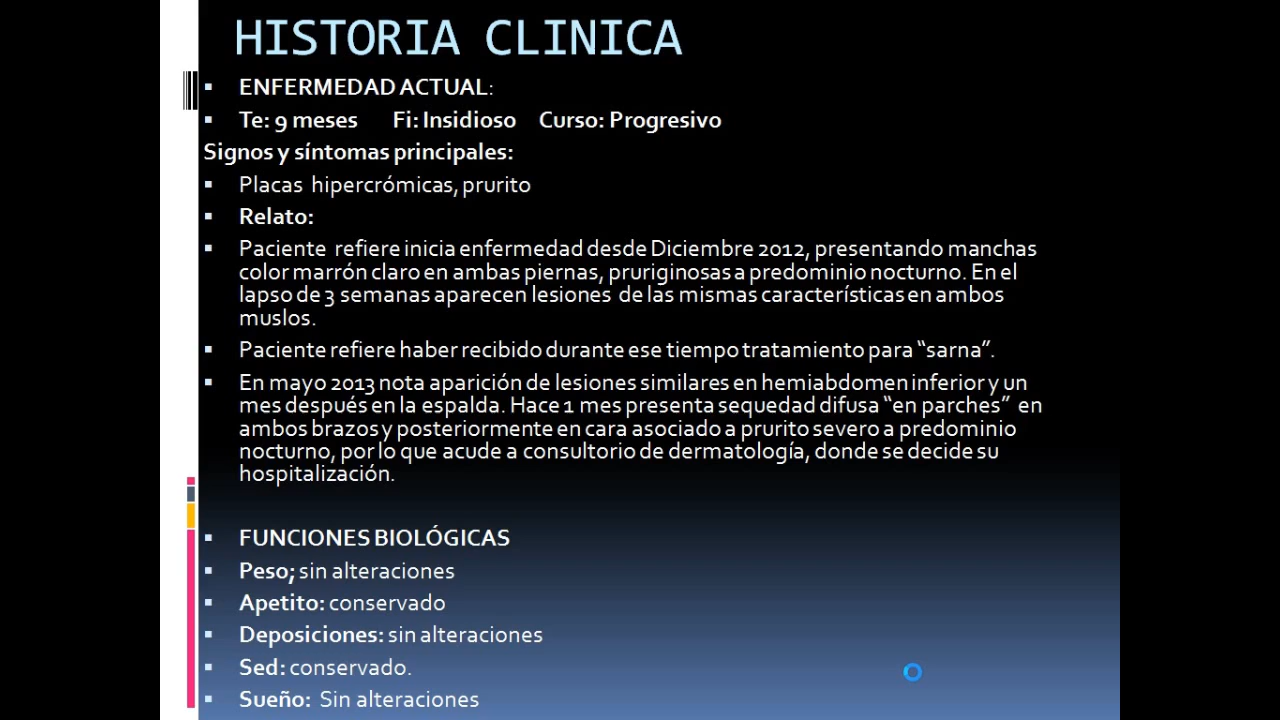 HISTORIA CLINICA
ENFERMEDAD ACTUAL:
Te: 9 meses Fi: Insidioso Curso: Progresivo
Signos y síntomas principales:
Placas hipercrómicas, prurito
Relato:
Paciente refiere inicia enfermedad desde Diciembre 2012, presentando manchas
color marrón claro en ambas piernas, pruriginosas a predominio nocturno. En el
lapso de 3 semanas aparecen lesiones de las mismas características en ambos
muslos.
Paciente refiere haber recibido durante ese tiempo tratamiento para “sarna”.
En mayo 2013 nota aparición de lesiones similares en hemiabdomen inferior y un
mes después en la espalda. Hace 1 mes presenta sequedad difusa “en parches” en
ambos brazos y posteriormente en cara asociado a prurito severo a predominio
nocturno, por lo que acude a consultorio de dermatología, donde se decide su
hospitalización.
FUNCIONES BIOLÓGICAS
Peso; sin alteraciones
Apetito: conservado
Deposiciones: sin alteraciones
Sed: conservado.
Sueño: Sin alteraciones